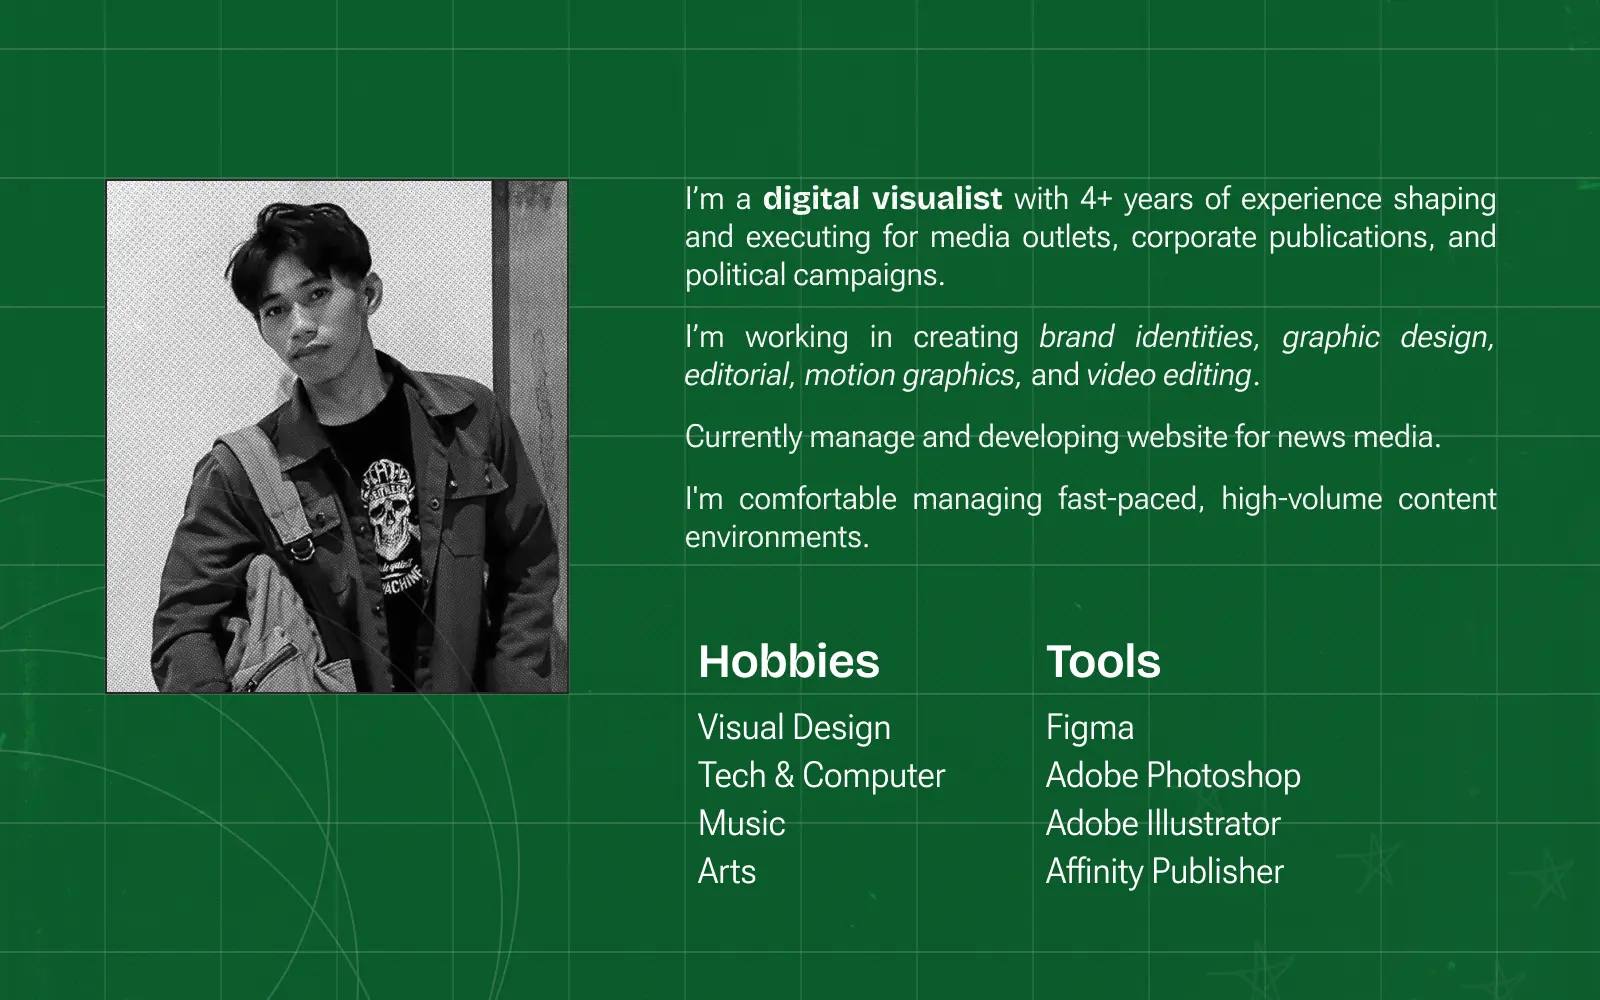 I’m a digital visualist with 4+ years of experience shaping
and executing for media outlets, corporate publications, and
political campaigns.
I’m working in creating brand identities, graphic design,
editorial, motion graphics, and video editing.
Currently manage and developing website for news media.
I'm comfortable managing fast-paced, high-volume content
environments.
Hobbies
Visual Design
Tech & Computer
Music
Arts
Tools
Figma
Adobe Photoshop
Adobe Illustrator
Affinity Publisher